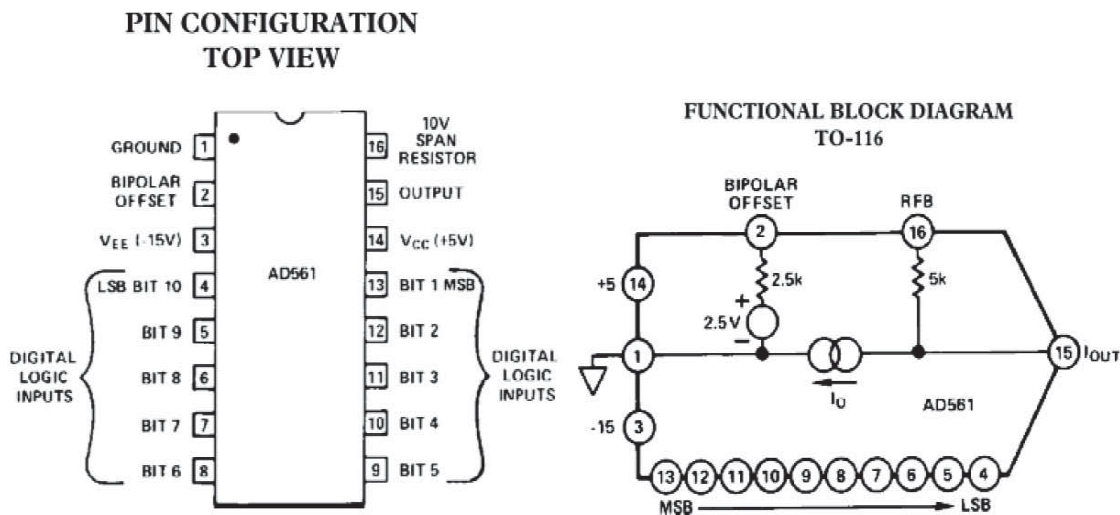 PIN CONFIGURATION
TOP VIEW
GROUND 1
BIPOLAR
OFFSET 2
VEE (-15V) 3
LSB BIT 10 4
BIT 9 5
BIT 8 6
BIT 7 7
BIT 6 8
DIGITAL
LOGIC
INPUTS
AD561
10V
SPAN
RESISTOR
16
15 OUTPUT
14 VCC (+5V)
13 BIT 1 MSB
12 BIT 2
11 BIT 3
10 BIT 4
9 BIT 5
DIGITAL
LOGIC
INPUTS
FUNCTIONAL BLOCK DIAGRAM
TO-116
BIPOLAR
OFFSET
RFB
2
16
2.5k
5k
+5 14
+
2.5V
-
1
15 IOUT
IO
AD561
-15 3
13 12 11 10 9 8 7 6 5 4
MSB LSB